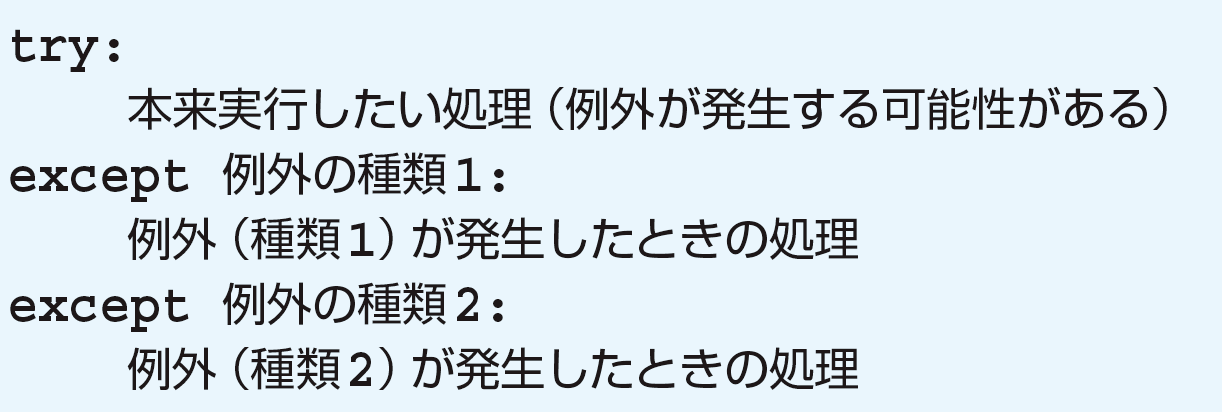 try:
本来実行したい処理（例外が発生する可能性がある）
except 例外の種類1:
例外（種類1）が発生したときの処理
except 例外の種類2:
例外（種類2）が発生したときの処理